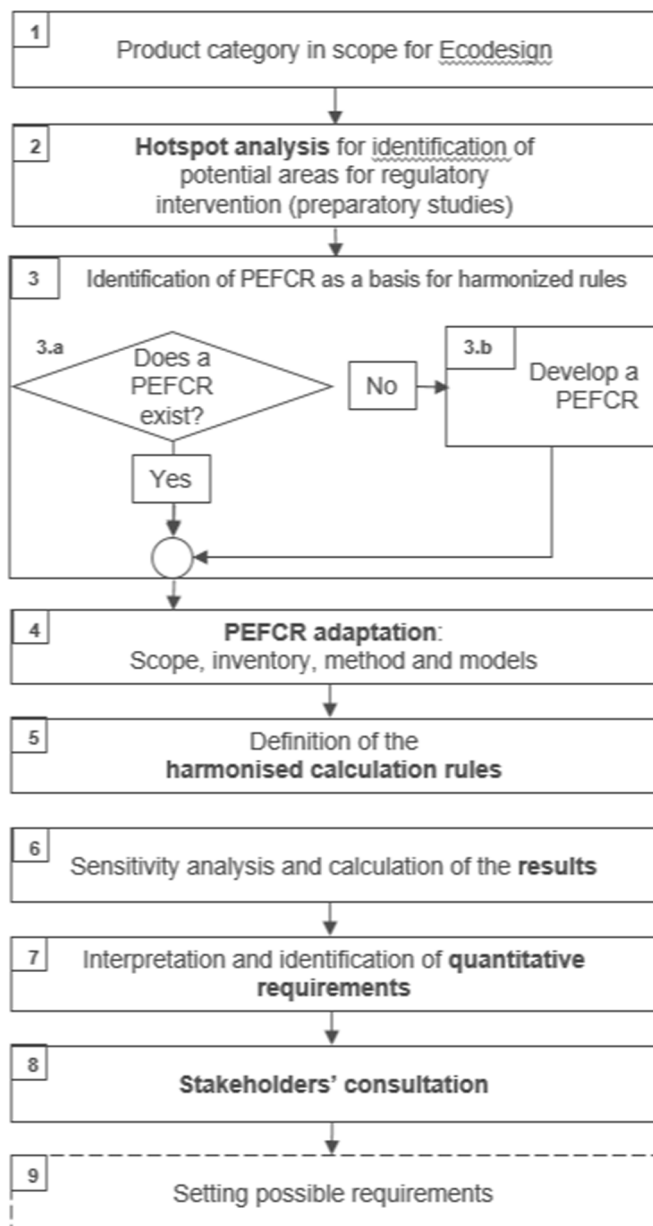 1
Product category in scope for Ecodesign
2
Hotspot analysis for identification of
potential areas for regulatory
intervention (preparatory studies)
3
Identification of PEFCR as a basis for harmonized rules
3.a
Does a
PEFCR
exist?
No
3.b
Develop a
PEFCR
Yes
4
PEFCR adaptation:
Scope, inventory, method and models
5
Definition of the
harmonised calculation rules
6
Sensitivity analysis and calculation of the results
7
Interpretation and identification of quantitative
requirements
8
Stakeholders’ consultation
9
Setting possible requirements